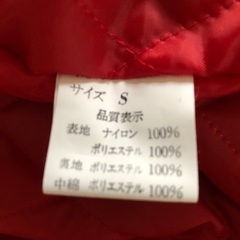 サイズ S
品質表示
表地 ナイロン 100%
ポリエステル 100%
裏地 ポリエステル 100%
中綿 ポリエステル 100%